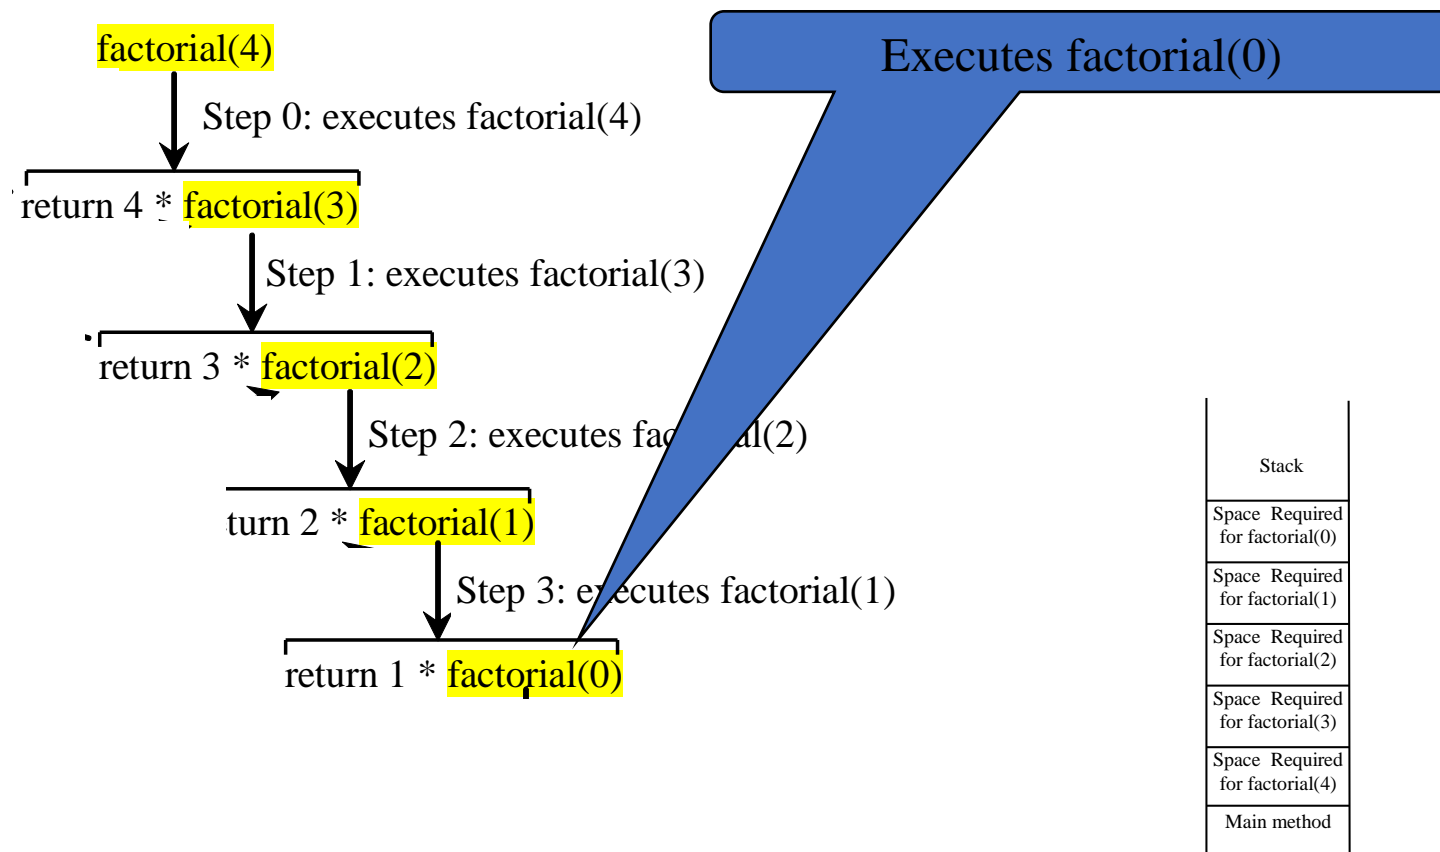 factorial(4)
Executes factorial(0)
Step 0: executes factorial(4)
return 4 * factorial(3)
Step 1: executes factorial(3)
return 3 * factorial(2)
Step 2: executes fac al(2)
turn 2 * factorial(1)
Step 3: executes factorial(1)
return 1 * factorial(0)
Stack
Space Required
for factorial(0)
Space Required
for factorial(1)
Space Required
for factorial(2)
Space Required
for factorial(3)
Space Required
for factorial(4)
Main method